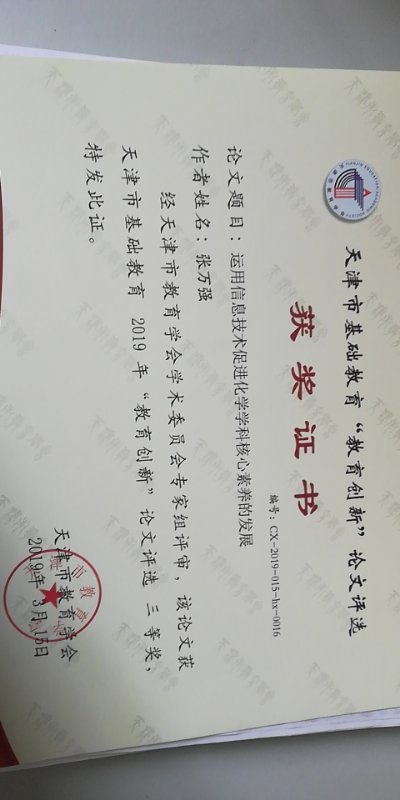 天津市基础教育“教育创新”论文评选
获奖证书
编号：CX-2019-015-hx-0016
论文题目：运用信息技术促进化学学科核心素养的发展
作者姓名：张万强
经天津市教育学会学术委员会专家组评审，该论文获
天津市基础教育 2019 年“教育创新”论文评选 三等奖，
特发此证。
天津市教育学会
2019年 3月15日